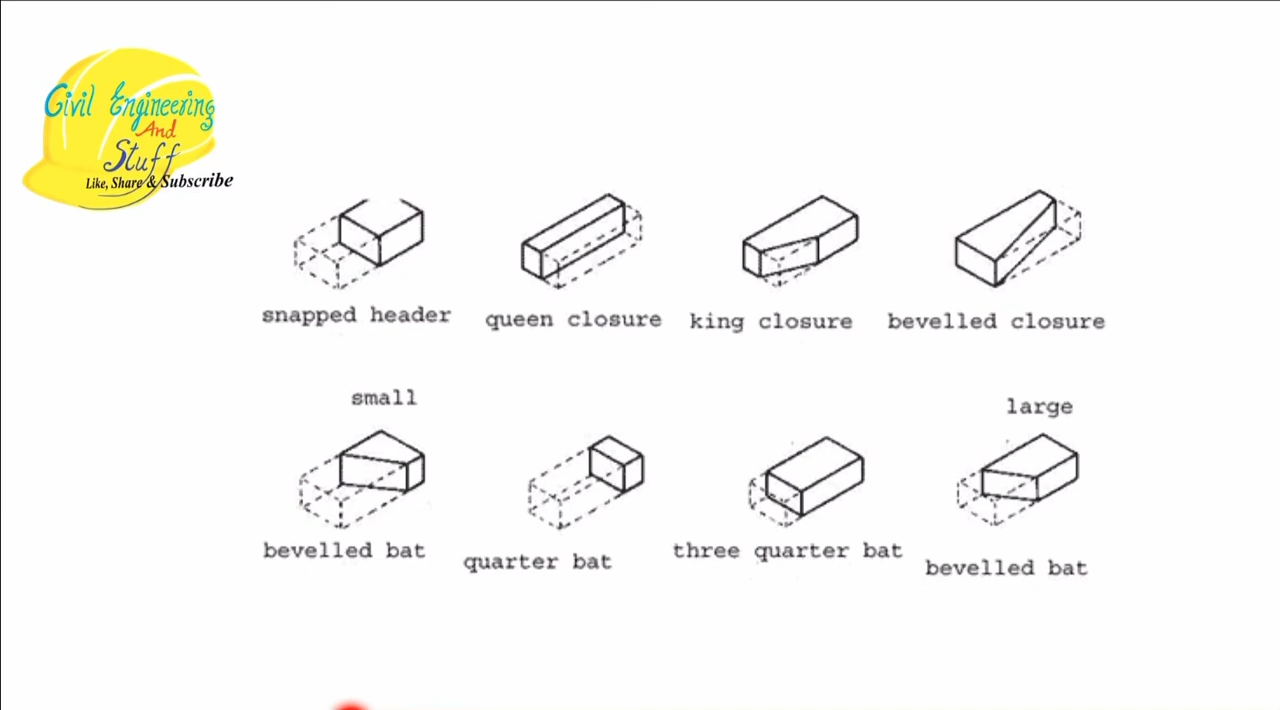 Civil Engineering
And
Stuff
Like, Share & Subscribe
snapped header
queen closure
king closure
bevelled closure
small
large
bevelled bat
quarter bat
three quarter bat
bevelled bat